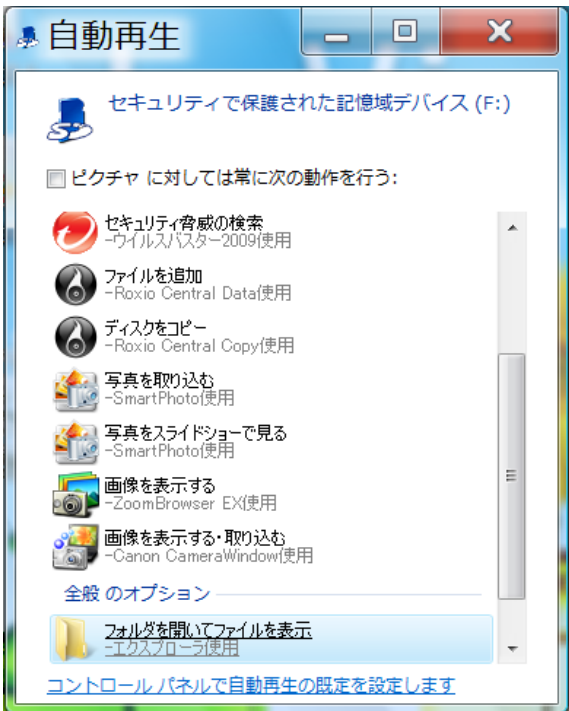 自動再生
セキュリティで保護された記憶域デバイス (F:)
ピクチャ に対しては常に次の動作を行う:
セキュリティ脅威の検索
-ウイルスバスター2009使用
ファイルを追加
-Roxio Central Data使用
ディスクをコピー
-Roxio Central Copy使用
写真を取り込む
-SmartPhoto使用
写真をスライドショーで見る
-SmartPhoto使用
画像を表示する
-ZoomBrowser EX使用
画像を表示する・取り込む
-Canon CameraWindow使用
全般 のオプション
フォルダを開いてファイルを表示
-エクスプローラ使用
コントロール パネルで自動再生の既定を設定します